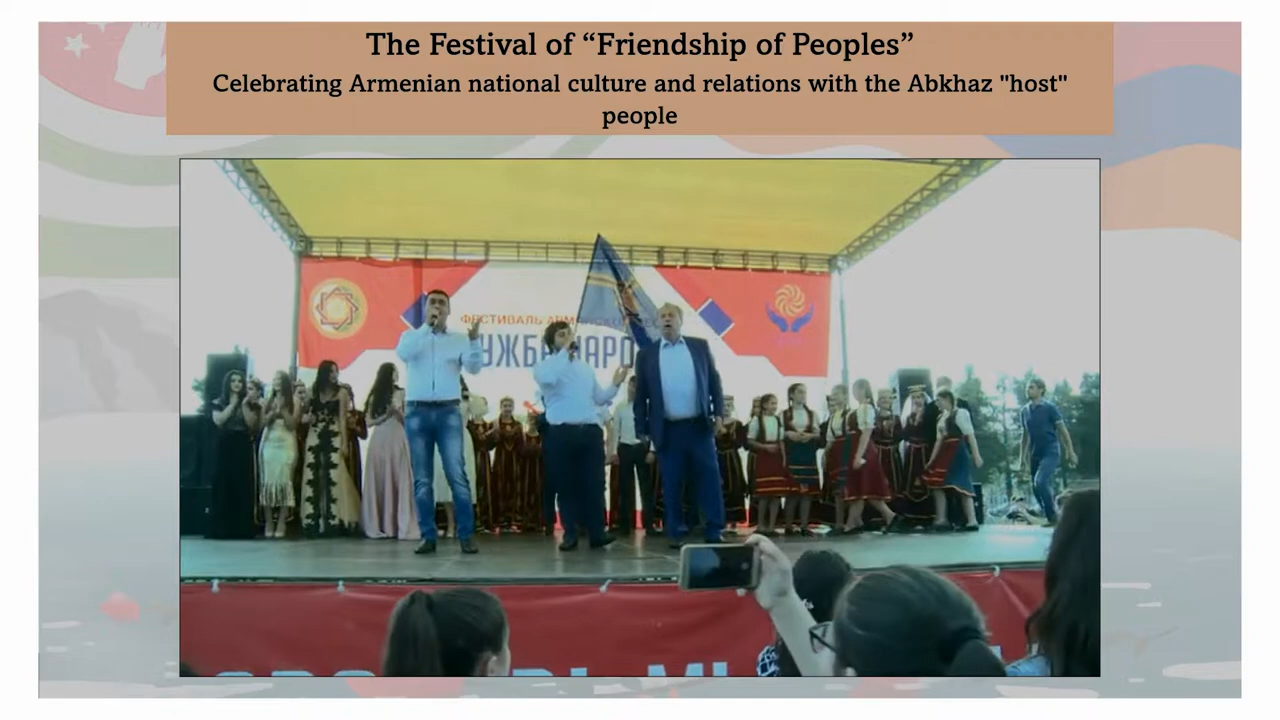 The Festival of “Friendship of Peoples”
Celebrating Armenian national culture and relations with the Abkhaz "host"
people
ФЕСТИВАЛЬ